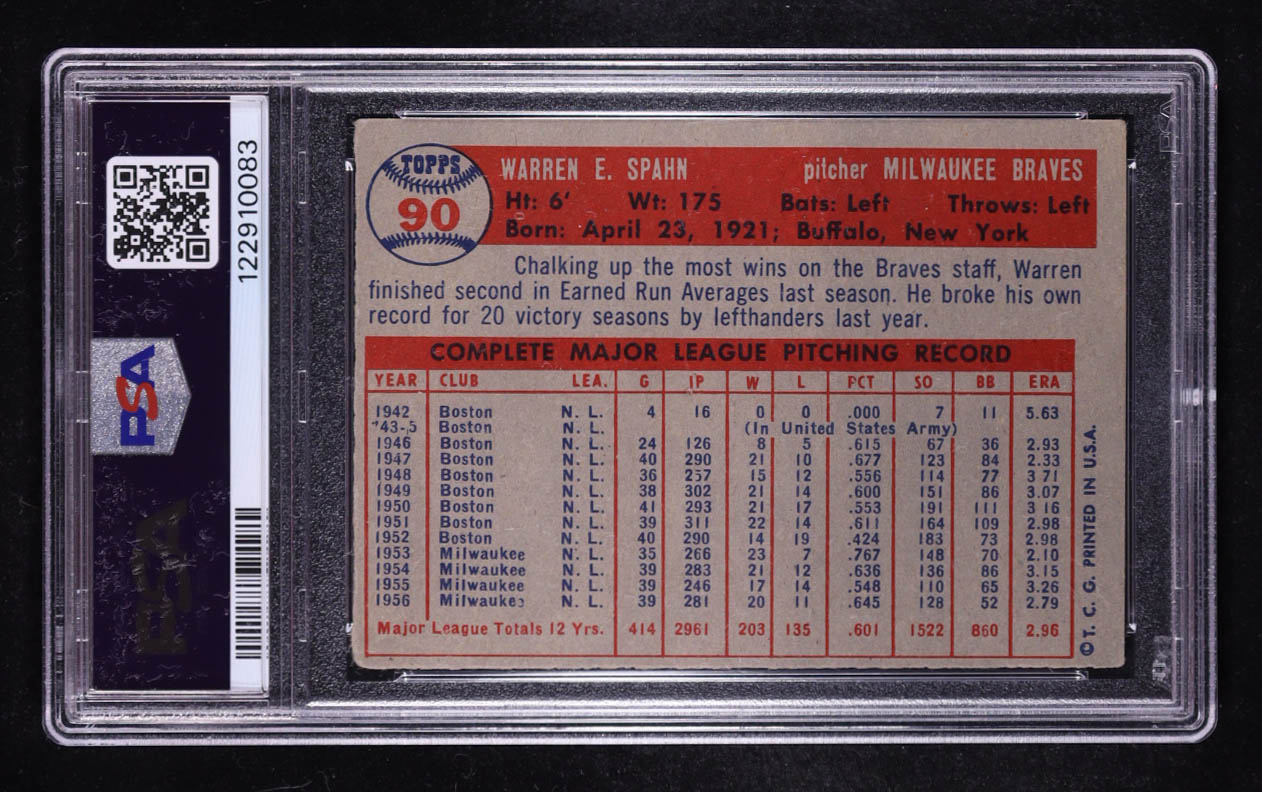 122910083
PSA
PSA
TOPPS
90
WARREN E. SPAHN pitcher MILWAUKEE BRAVES
Ht: 6' Wt: 175 Bats: Left Throws: Left
Born: April 23, 1921; Buffalo, New York
Chalking up the most wins on the Braves staff, Warren
finished second in Earned Run Averages last season. He broke his own
record for 20 victory seasons by lefthanders last year.
COMPLETE MAJOR LEAGUE PITCHING RECORD
YEAR CLUB LEA. G IP W L PCT SO BB ERA
1942 Boston N. L. 4 16 0 0 .000 7 11 5.63
'43-5 Boston N. L. (In United States Army)
1946 Boston N. L. 24 126 8 5 .615 67 36 2.93
1947 Boston N. L. 40 290 21 10 .677 123 84 2.33
1948 Boston N. L. 36 257 15 12 .556 114 77 3.71
1949 Boston N. L. 38 302 21 14 .600 151 86 3.07
1950 Boston N. L. 41 293 21 17 .553 191 111 3.16
1951 Boston N. L. 39 311 22 14 .611 164 109 2.98
1952 Boston N. L. 40 290 14 19 .424 183 73 2.98
1953 Milwaukee N. L. 35 266 23 7 .767 148 70 2.10
1954 Milwaukee N. L. 39 283 21 12 .636 136 86 3.15
1955 Milwaukee N. L. 39 246 17 14 .548 110 65 3.26
1956 Milwaukee N. L. 39 281 20 11 .645 128 52 2.79
Major League Totals 12 Yrs. 414 2961 203 135 .601 1522 860 2.96
©T. C. G. PRINTED IN U.S.A.